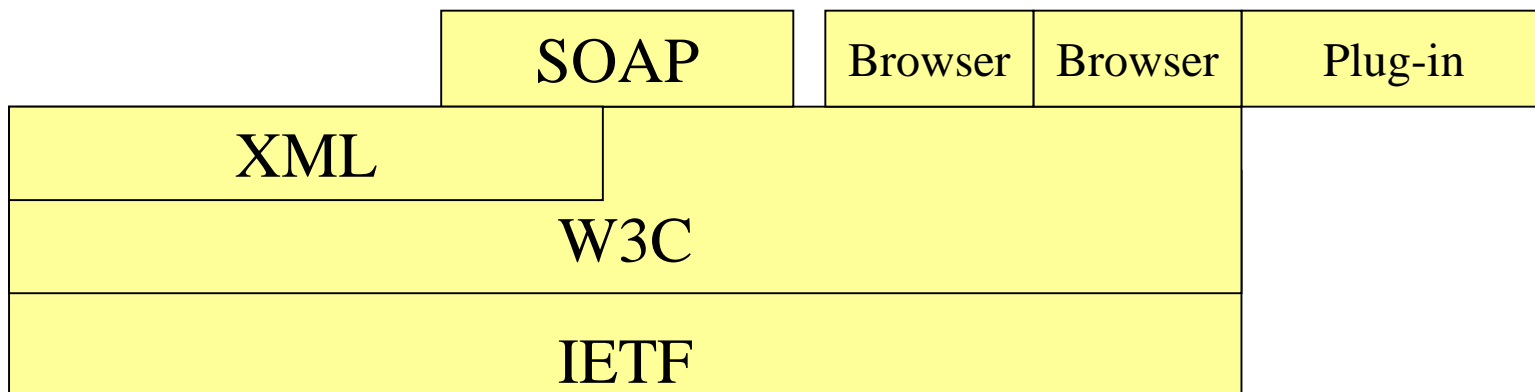 SOAP
Browser
Browser
Plug-in
XML
W3C
IETF